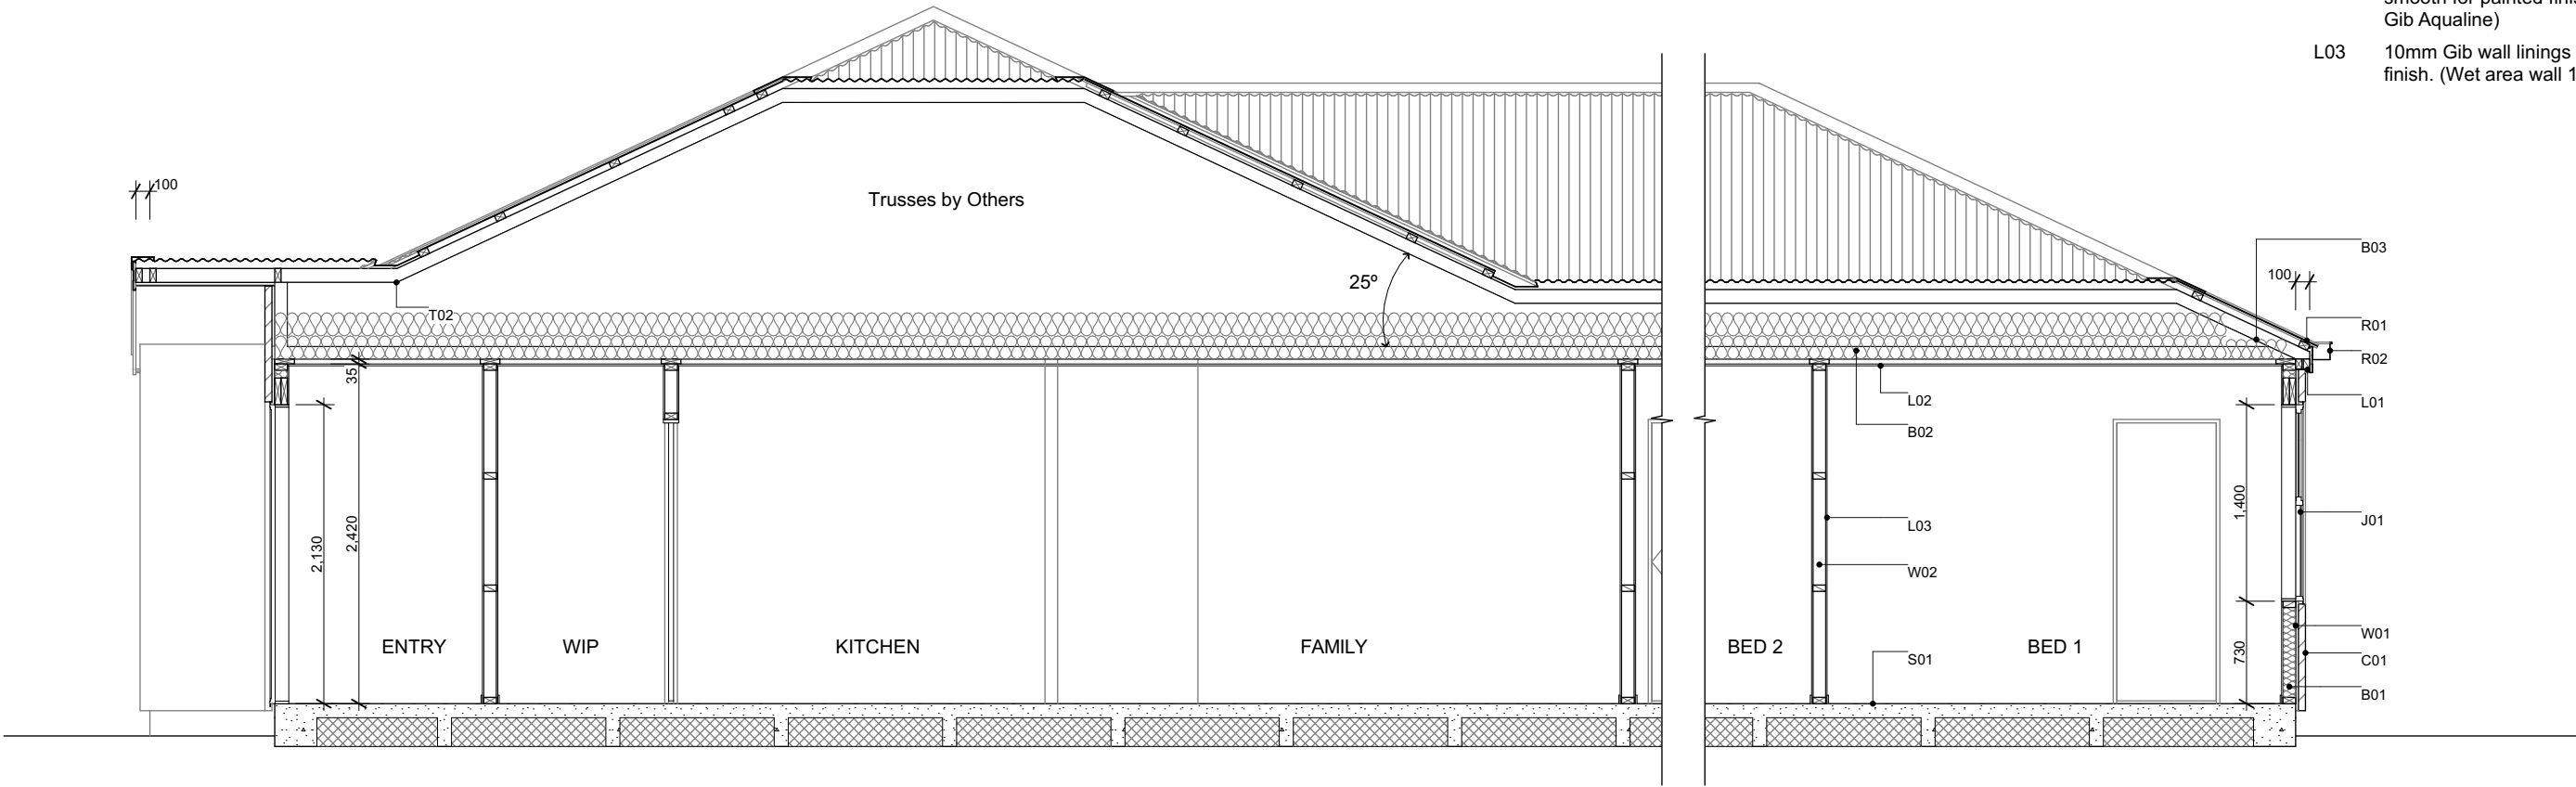 smooth for painted finis
Gib Aqualine)
L03 10mm Gib wall linings
finish. (Wet area wall 1
100
Trusses by Others
25º
B03
100
T02
R01
R02
35
L02
L01
B02
2,130
2,420
1,400
L03
J01
W02
ENTRY
WIP
KITCHEN
FAMILY
BED 2
BED 1
730
S01
W01
C01
B01